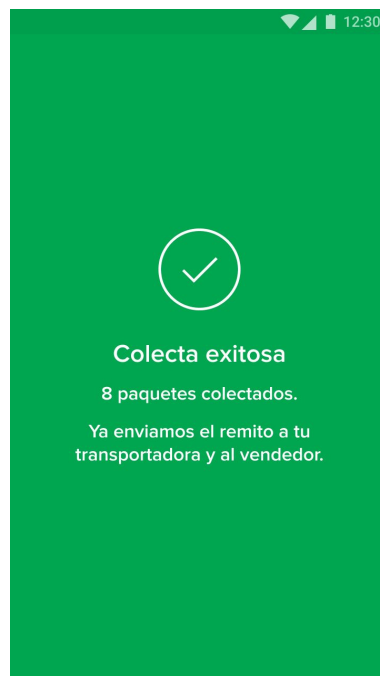 12:30
Colecta exitosa
8 paquetes colectados.
Ya enviamos el remito a tu
transportadora y al vendedor.